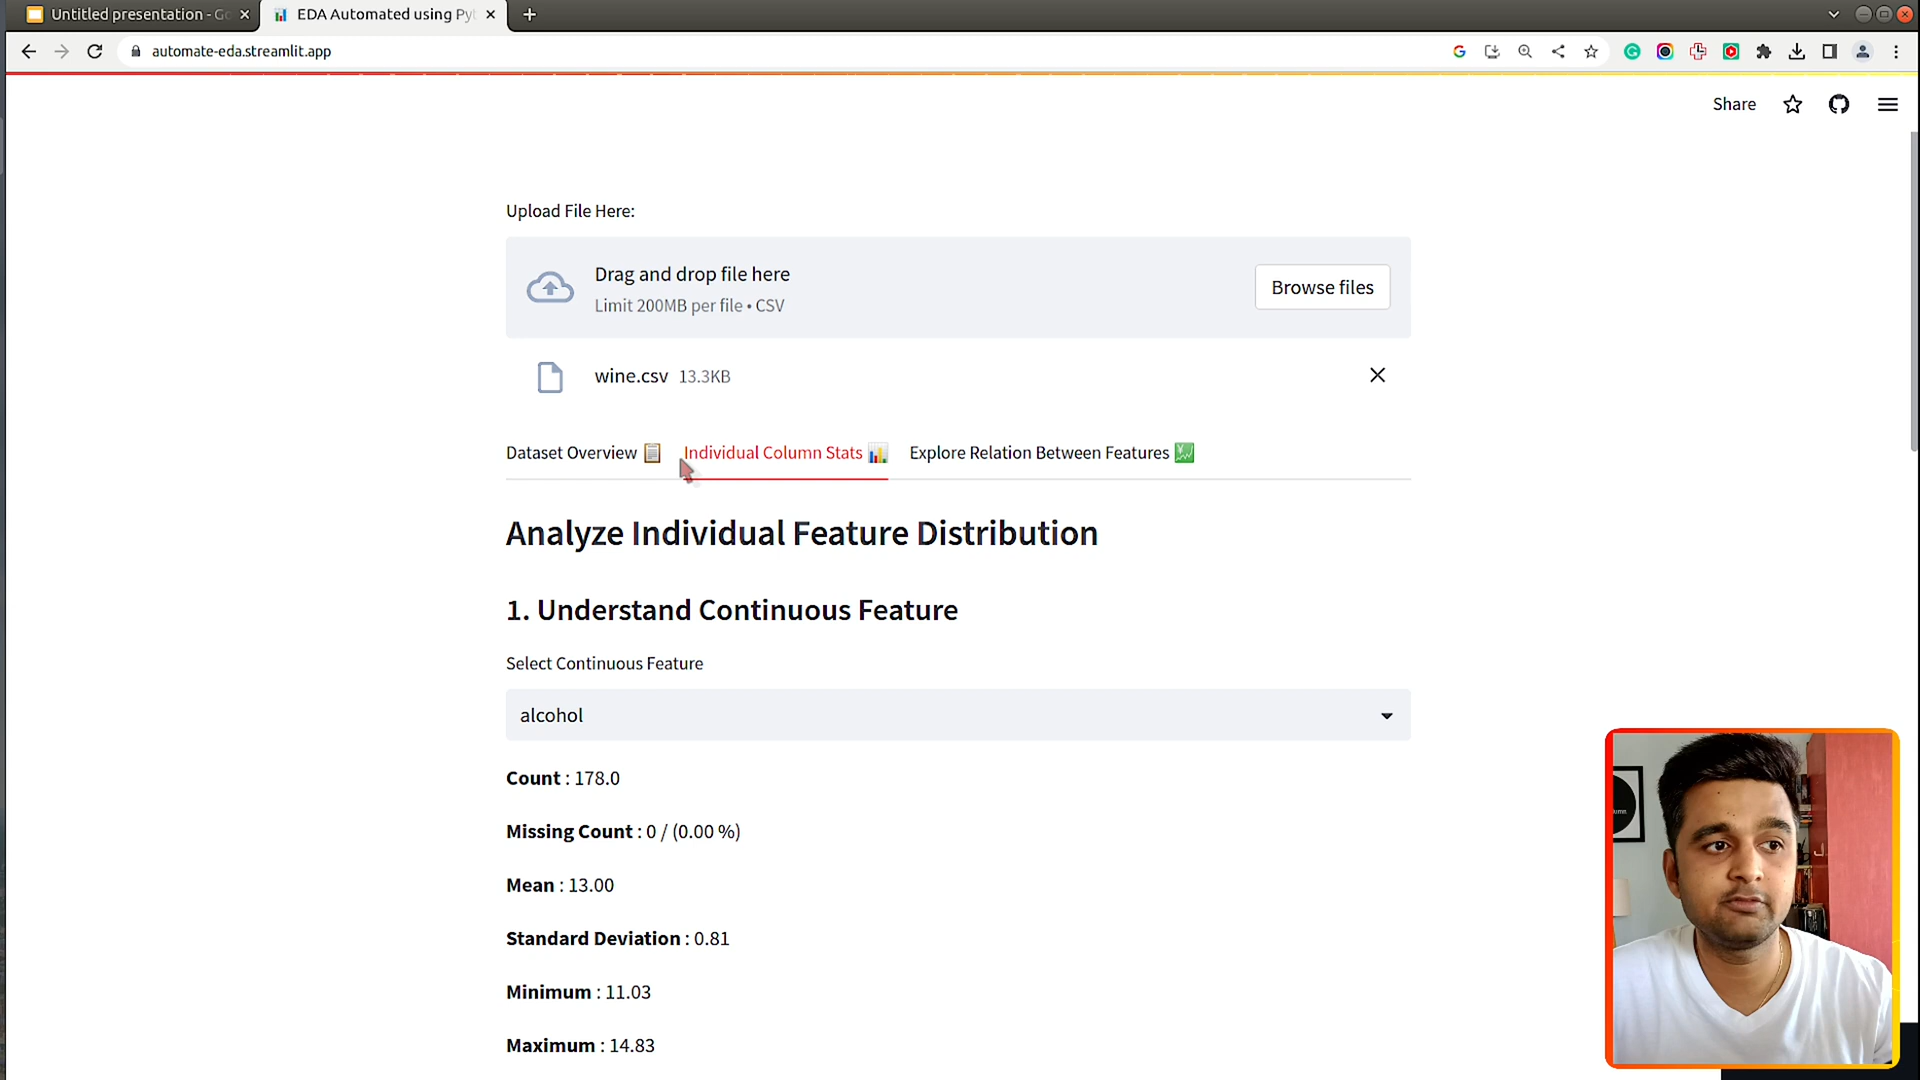 Untitled presentation - Go
EDA Automated using Pyt
automate-eda.streamlit.app
Share
Upload File Here:
Drag and drop file here
Limit 200MB per file • CSV
Browse files
wine.csv 13.3KB
Dataset Overview
Individual Column Stats
Explore Relation Between Features
Analyze Individual Feature Distribution
1. Understand Continuous Feature
Select Continuous Feature
alcohol
Count : 178.0
Missing Count : 0 / (0.00 %)
Mean : 13.00
Standard Deviation : 0.81
Minimum : 11.03
Maximum : 14.83